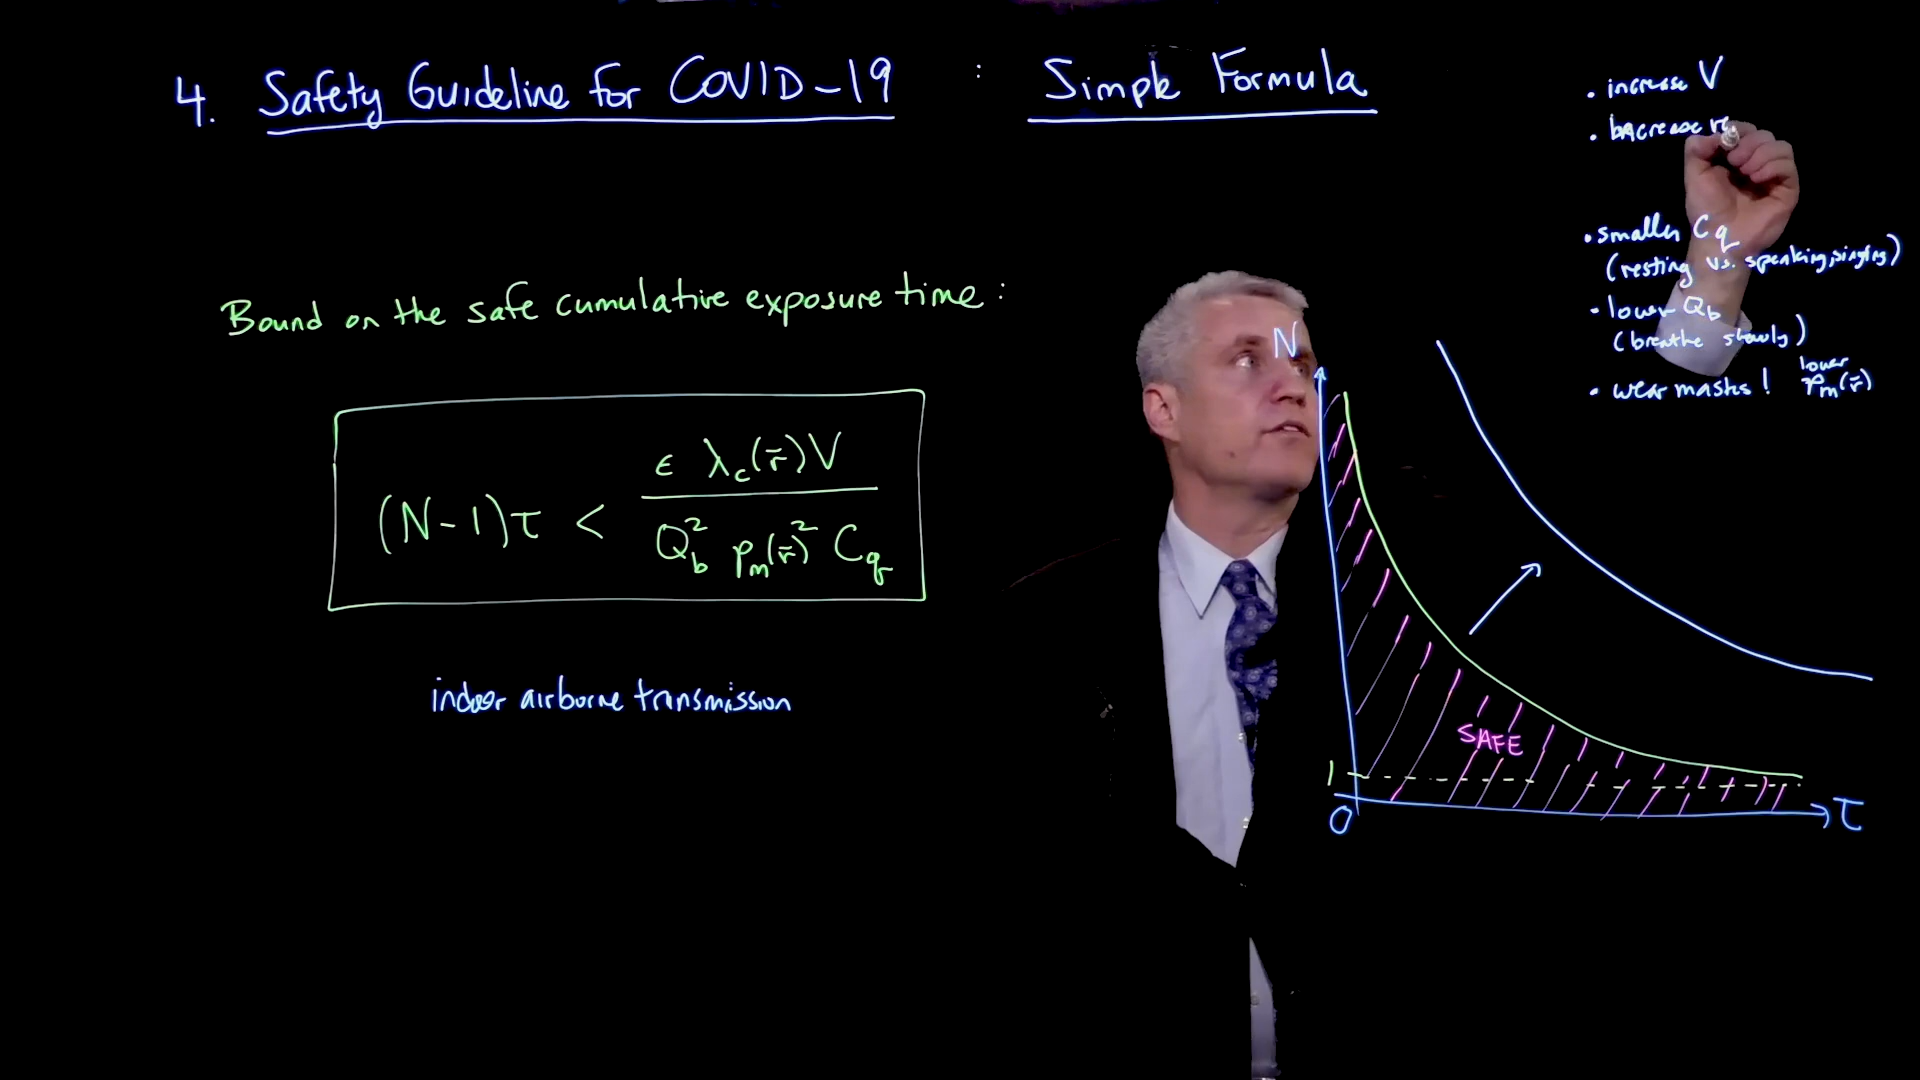 4. Safety Guideline for COVID-19 : Simple Formula
• increase V
• increase
• smaller Cq
(resting vs. speaking, singing)
• lower Qb
(breathe slowly)
• wear masks! lower pm(r̄)
Bound on the safe cumulative exposure time:
(N-1)τ < ϵ λc(r̄)V / Qb² pm(r̄)² Cq
indoor airborne transmission
N
SAFE
1
0
τ